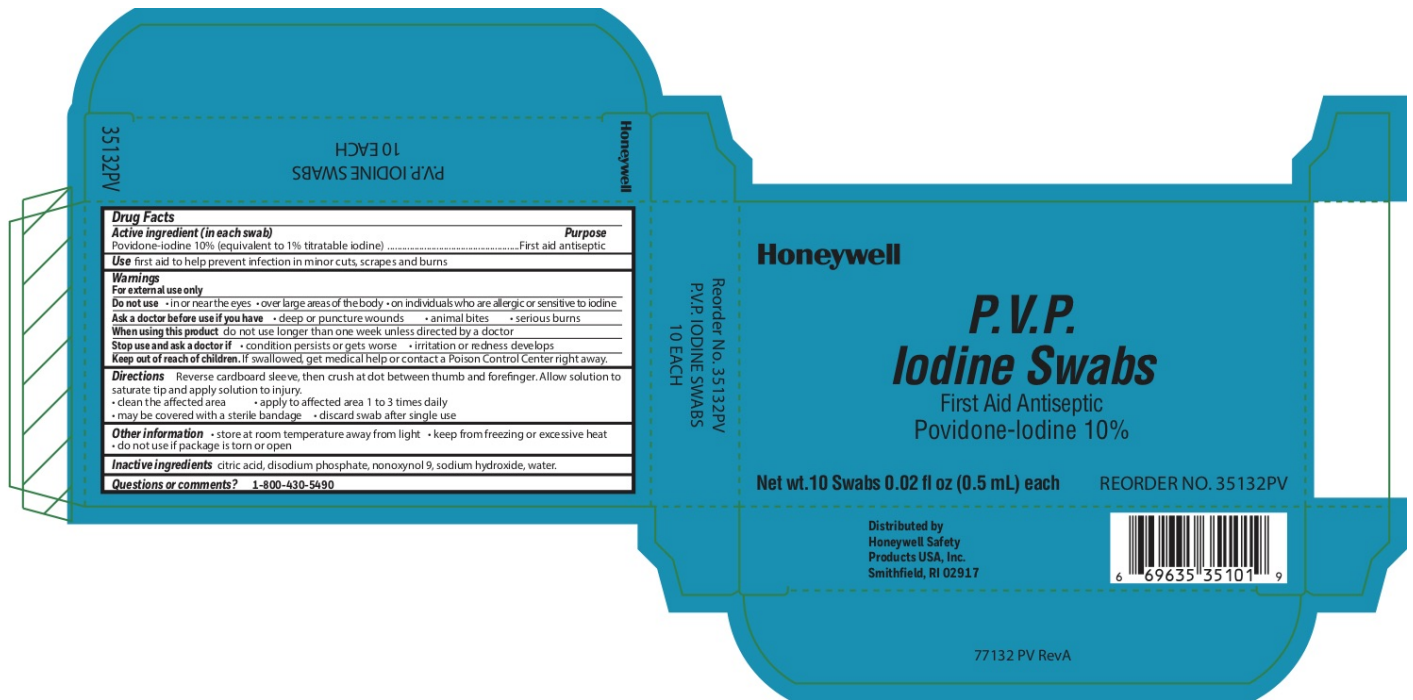 35132PV
P.V.P. IODINE SWABS
10 EACH
Honeywell
Drug Facts
Active ingredient (in each swab) Purpose
Povidone-iodine 10% (equivalent to 1% titratable iodine) ....................................................First aid antiseptic
Use first aid to help prevent infection in minor cuts, scrapes and burns
Warnings
For external use only
Do not use • in or near the eyes • over large areas of the body • on individuals who are allergic or sensitive to iodine
Ask a doctor before use if you have • deep or puncture wounds • animal bites • serious burns
When using this product do not use longer than one week unless directed by a doctor
Stop use and ask a doctor if • condition persists or gets worse • irritation or redness develops
Keep out of reach of children. If swallowed, get medical help or contact a Poison Control Center right away.
Directions Reverse cardboard sleeve, then crush at dot between thumb and forefinger. Allow solution to
saturate tip and apply solution to injury.
• clean the affected area • apply to affected area 1 to 3 times daily
• may be covered with a sterile bandage • discard swab after single use
Other information • store at room temperature away from light • keep from freezing or excessive heat
• do not use if package is torn or open
Inactive ingredients citric acid, disodium phosphate, nonoxynol 9, sodium hydroxide, water.
Questions or comments? 1-800-430-5490
Reorder No. 35132PV
P.V.P. IODINE SWABS
10 EACH
Honeywell
P.V.P.
Iodine Swabs
First Aid Antiseptic
Povidone-Iodine 10%
Net wt.10 Swabs 0.02 fl oz (0.5 mL) each REORDER NO. 35132PV
Distributed by
Honeywell Safety
Products USA, Inc.
Smithfield, RI 02917
6 69635 35101 9
77132 PV RevA